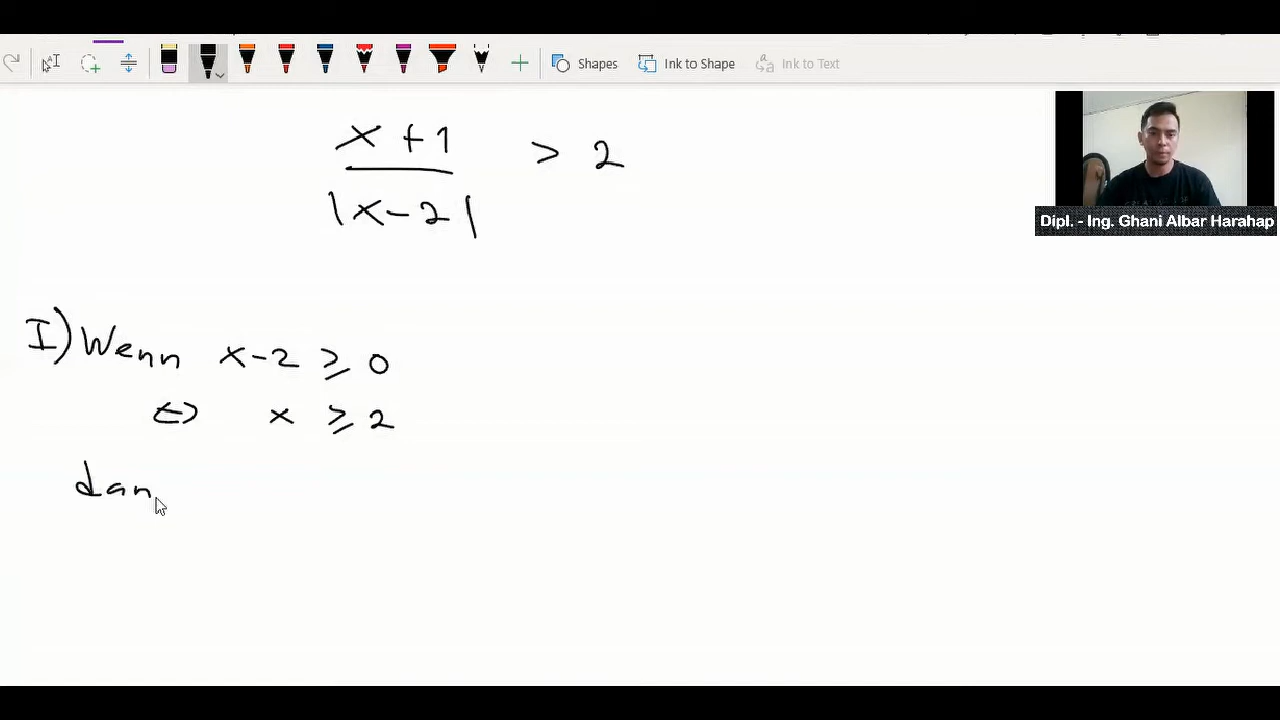 Shapes Ink to Shape Ink to Text
x + 1
> 2
|x - 2|
Dipl. - Ing. Ghani Albar Harahap
I) Wenn x - 2 ≥ 0
⇔ x ≥ 2
dan